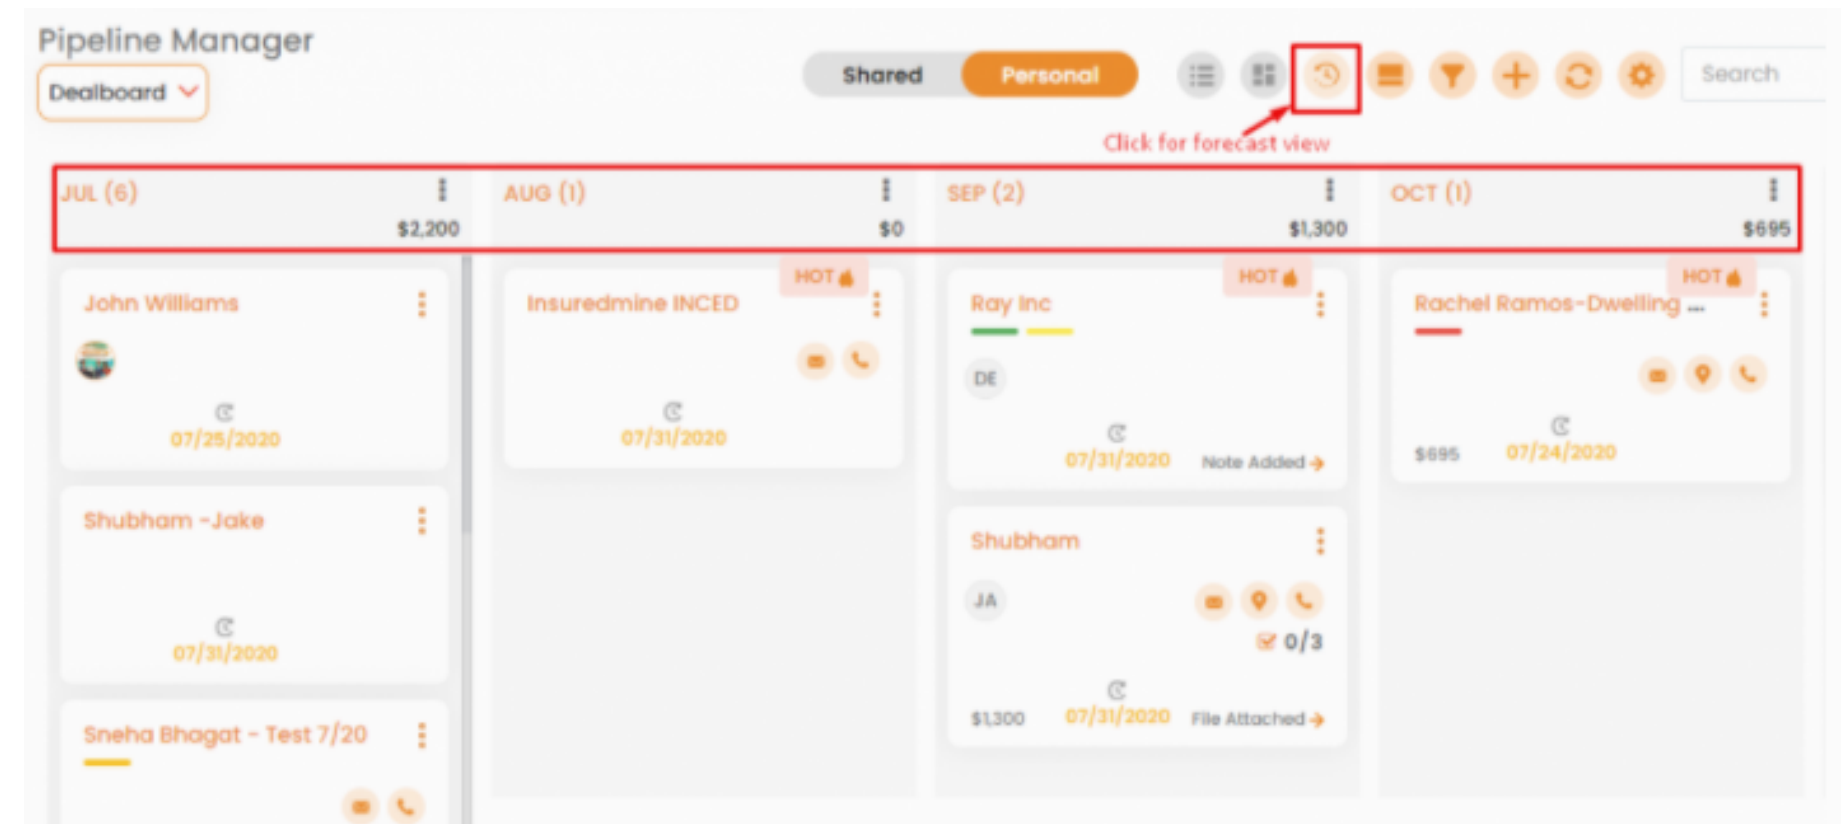 Pipeline Manager
Dealboard
Shared Personal
Search
Click for forecast view
JUL (6)
$2,200
AUG (1)
$0
SEP (2)
$1,300
OCT (1)
$695
John Williams
07/25/2020
Shubham -Jake
07/31/2020
Sneha Bhagat - Test 7/20
HOT
Insuredmine INCED
07/31/2020
HOT
Ray Inc
DE
07/31/2020 Note Added
Shubham
JA
0/3
$1,300 07/31/2020 File Attached
HOT
Rachel Ramos-Dwelling ...
$695 07/24/2020